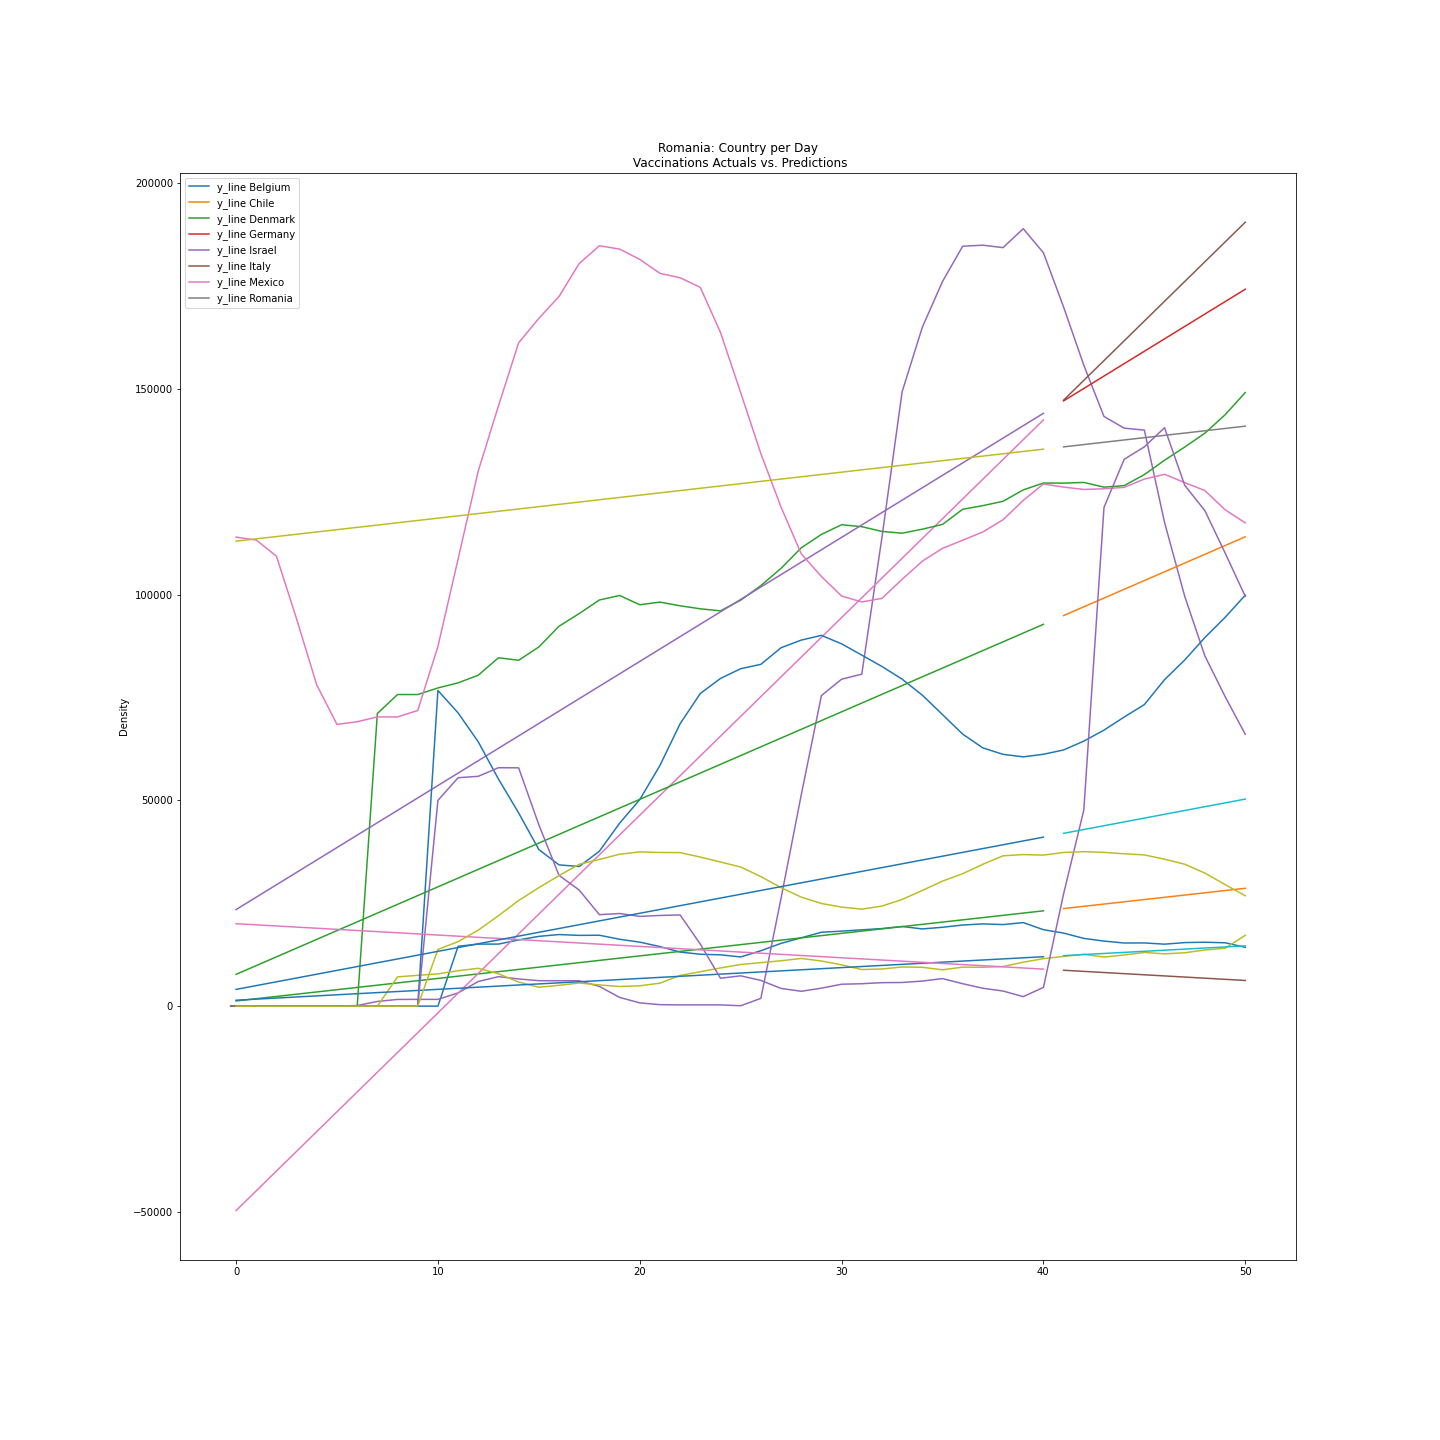 Romania: Country per Day
Vaccinations Actuals vs. Predictions
y_line Belgium
y_line Chile
y_line Denmark
y_line Germany
y_line Israel
y_line Italy
y_line Mexico
y_line Romania
200000
150000
100000
50000
0
−50000
Density
0 10 20 30 40 50